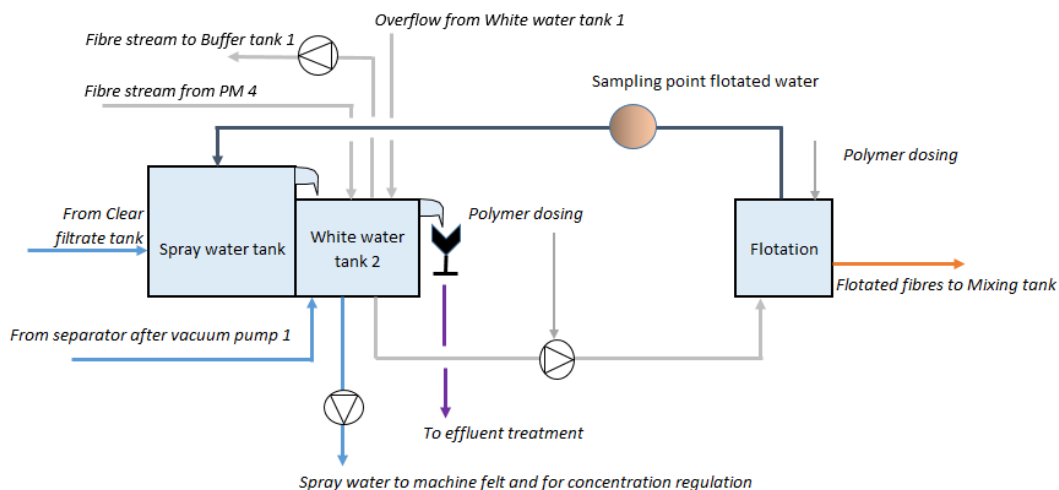 Overflow from White water tank 1
Fibre stream to Buffer tank 1
Fibre stream from PM 4
Sampling point flotated water
Polymer dosing
From Clear
filtrate tank
Spray water tank
White water
tank 2
Polymer dosing
Flotation
Flotated fibres to Mixing tank
From separator after vacuum pump 1
To effluent treatment
Spray water to machine felt and for concentration regulation